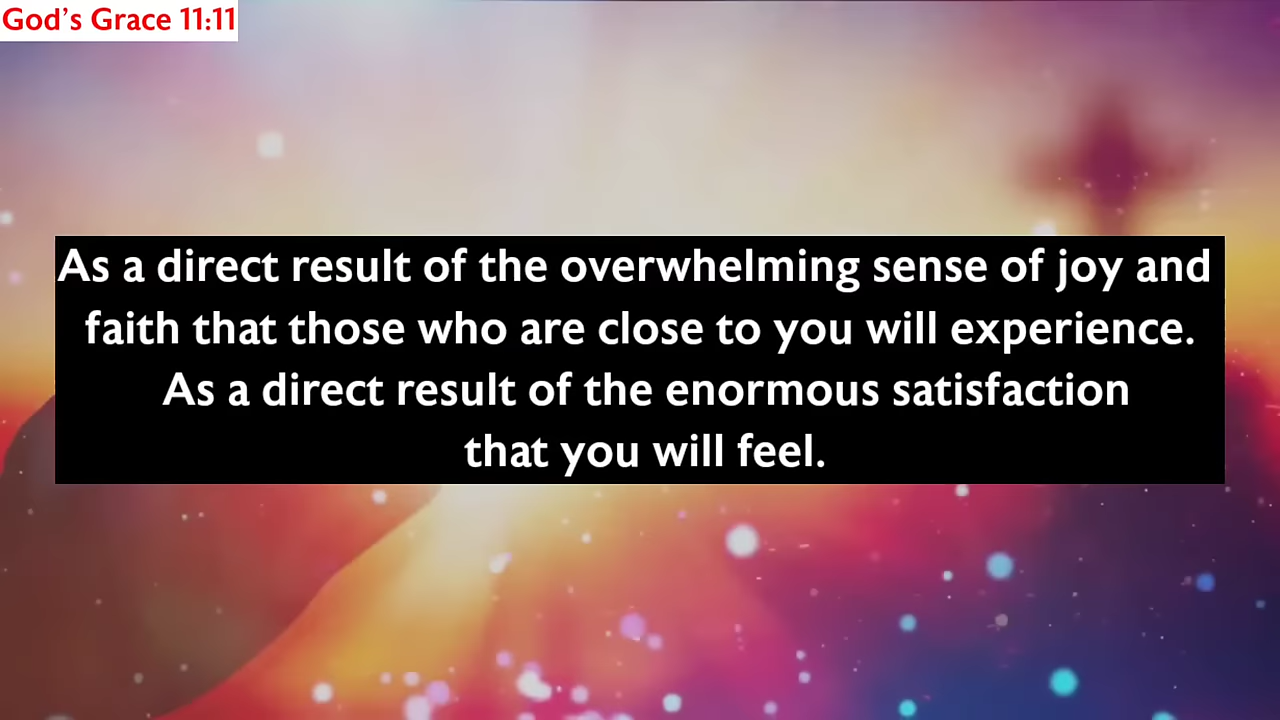 God's Grace 11:11
As a direct result of the overwhelming sense of joy and
faith that those who are close to you will experience.
As a direct result of the enormous satisfaction
that you will feel.